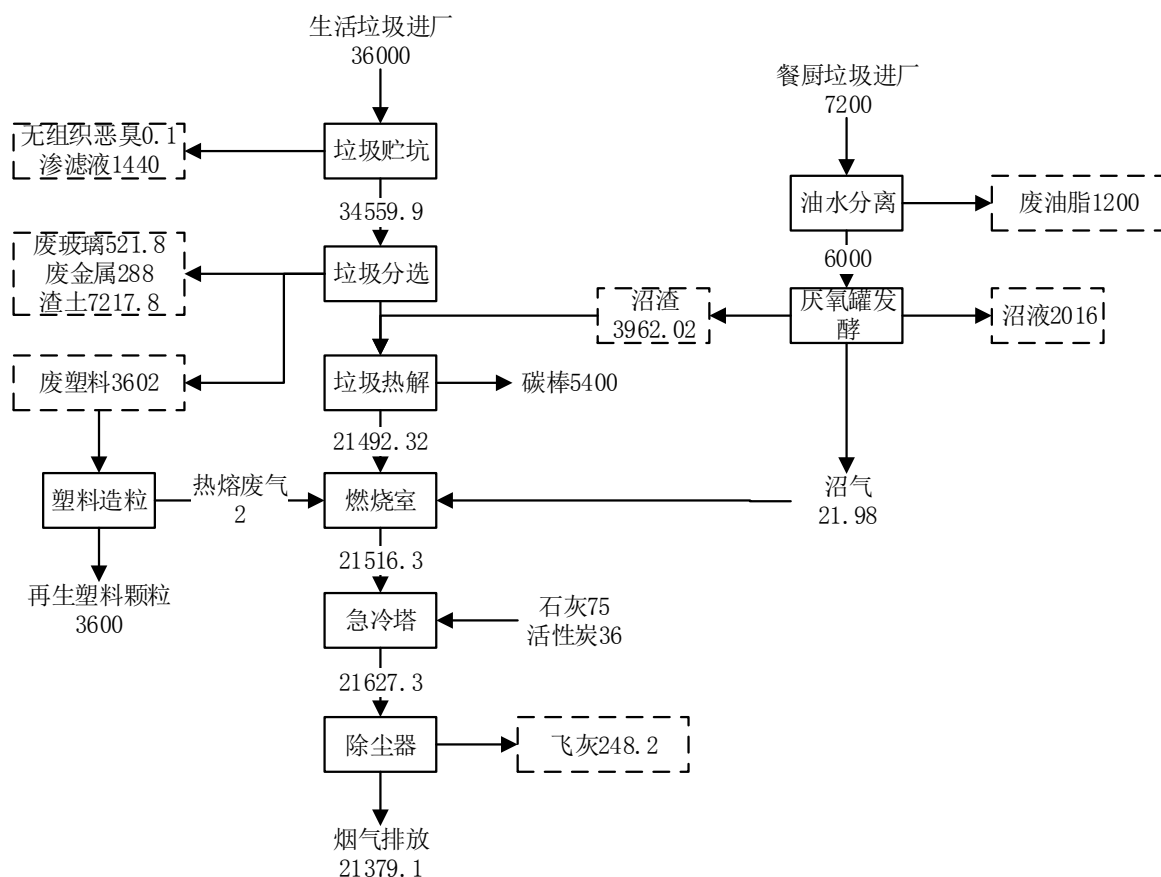 生活垃圾进厂
36000
餐厨垃圾进厂
7200
无组织恶臭0.1
渗滤液1440
垃圾贮坑
油水分离
废油脂1200
34559.9
6000
废玻璃521.8
废金属288
渣土7217.8
垃圾分选
沼渣
3962.02
厌氧罐发
酵
沼液2016
废塑料3602
垃圾热解
碳棒5400
21492.32
塑料造粒
热熔废气
2
燃烧室
沼气
21.98
21516.3
再生塑料颗粒
3600
急冷塔
石灰75
活性炭36
21627.3
除尘器
飞灰248.2
烟气排放
21379.1